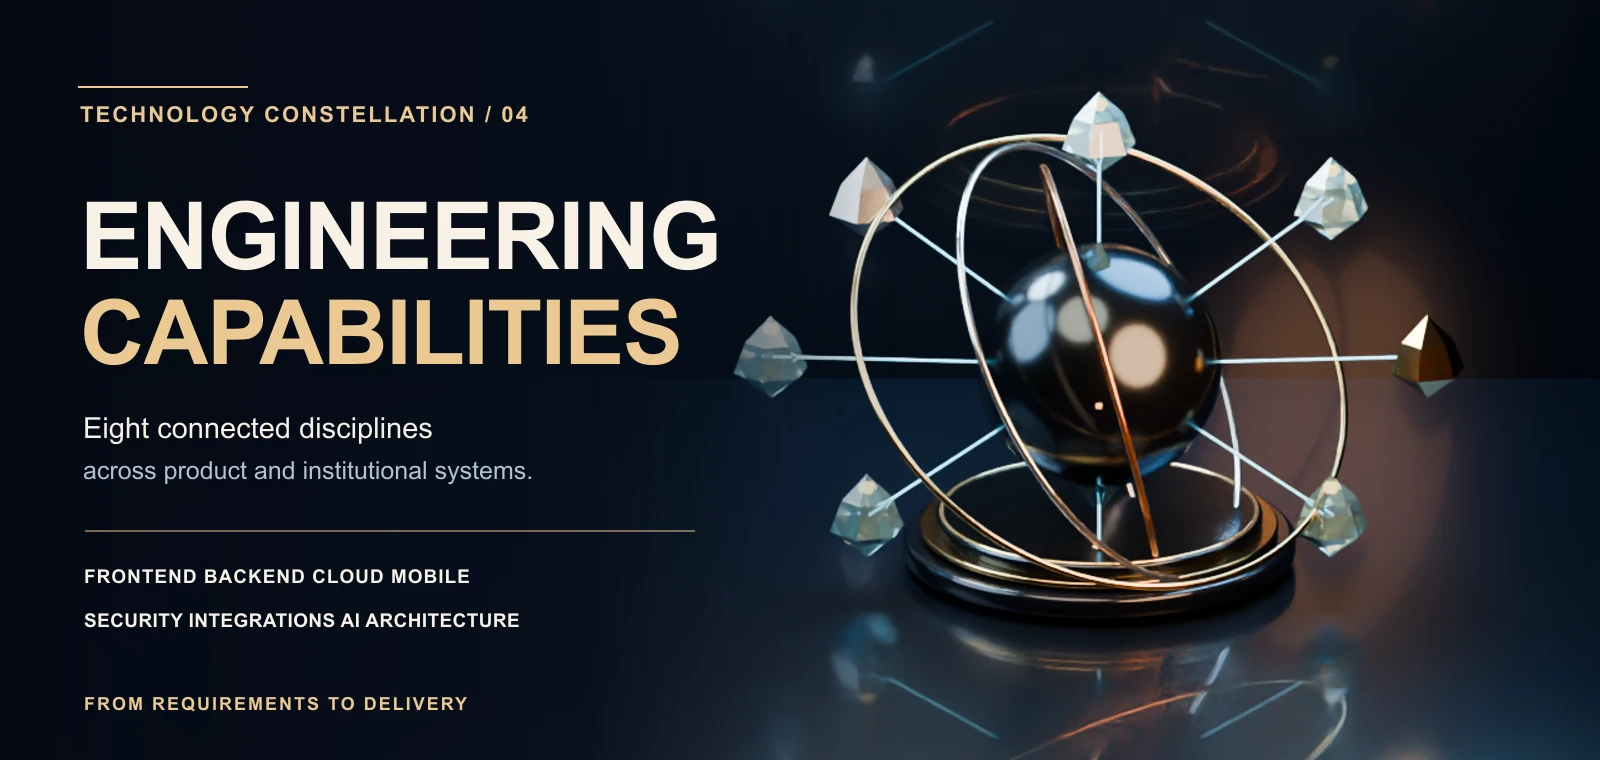 TECHNOLOGY CONSTELLATION / 04
ENGINEERING
CAPABILITIES
Eight connected disciplines
across product and institutional systems.
FRONTEND BACKEND CLOUD MOBILE
SECURITY INTEGRATIONS AI ARCHITECTURE
FROM REQUIREMENTS TO DELIVERY